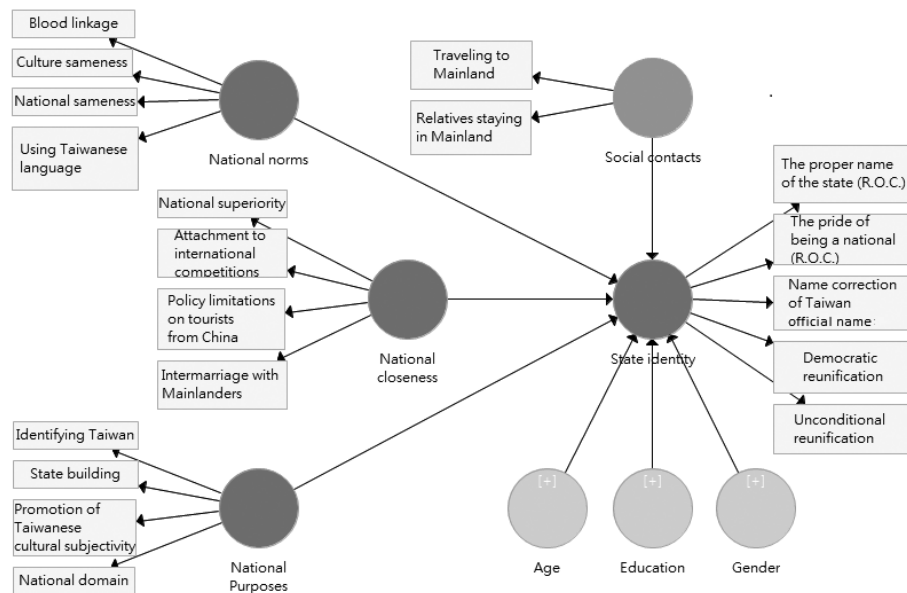 Blood linkage
Culture sameness
National sameness
Using Taiwanese
language
National norms
Traveling to
Mainland
Relatives staying
in Mainland
Social contacts
National superiority
Attachment to
international
competitions
Policy limitations
on tourists
from China
Intermarriage with
Mainlanders
National
closeness
The proper name
of the state (R.O.C.)
The pride of
being a national
(R.O.C.)
Name correction
of Taiwan
official name:
Democratic
reunification
Unconditional
reunification
State identity
Identifying Taiwan
State building
Promotion of
Taiwanese
cultural subjectivity
National domain
National
Purposes
[+]
[+]
[+]
Age
Education
Gender